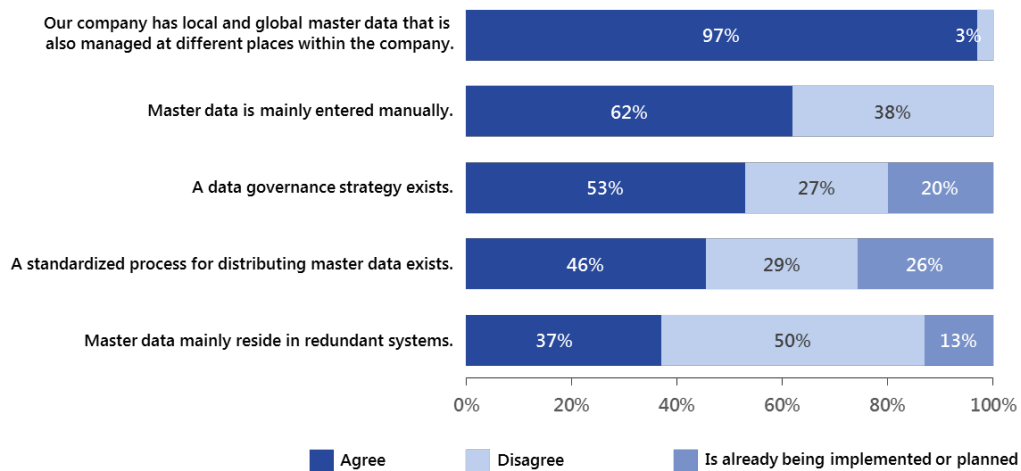 Our company has local and global master data that is
also managed at different places within the company.
97% 3%
Master data is mainly entered manually.
62% 38%
A data governance strategy exists.
53% 27% 20%
A standardized process for distributing master data exists.
46% 29% 26%
Master data mainly reside in redundant systems.
37% 50% 13%
0% 20% 40% 60% 80% 100%
Agree Disagree Is already being implemented or planned